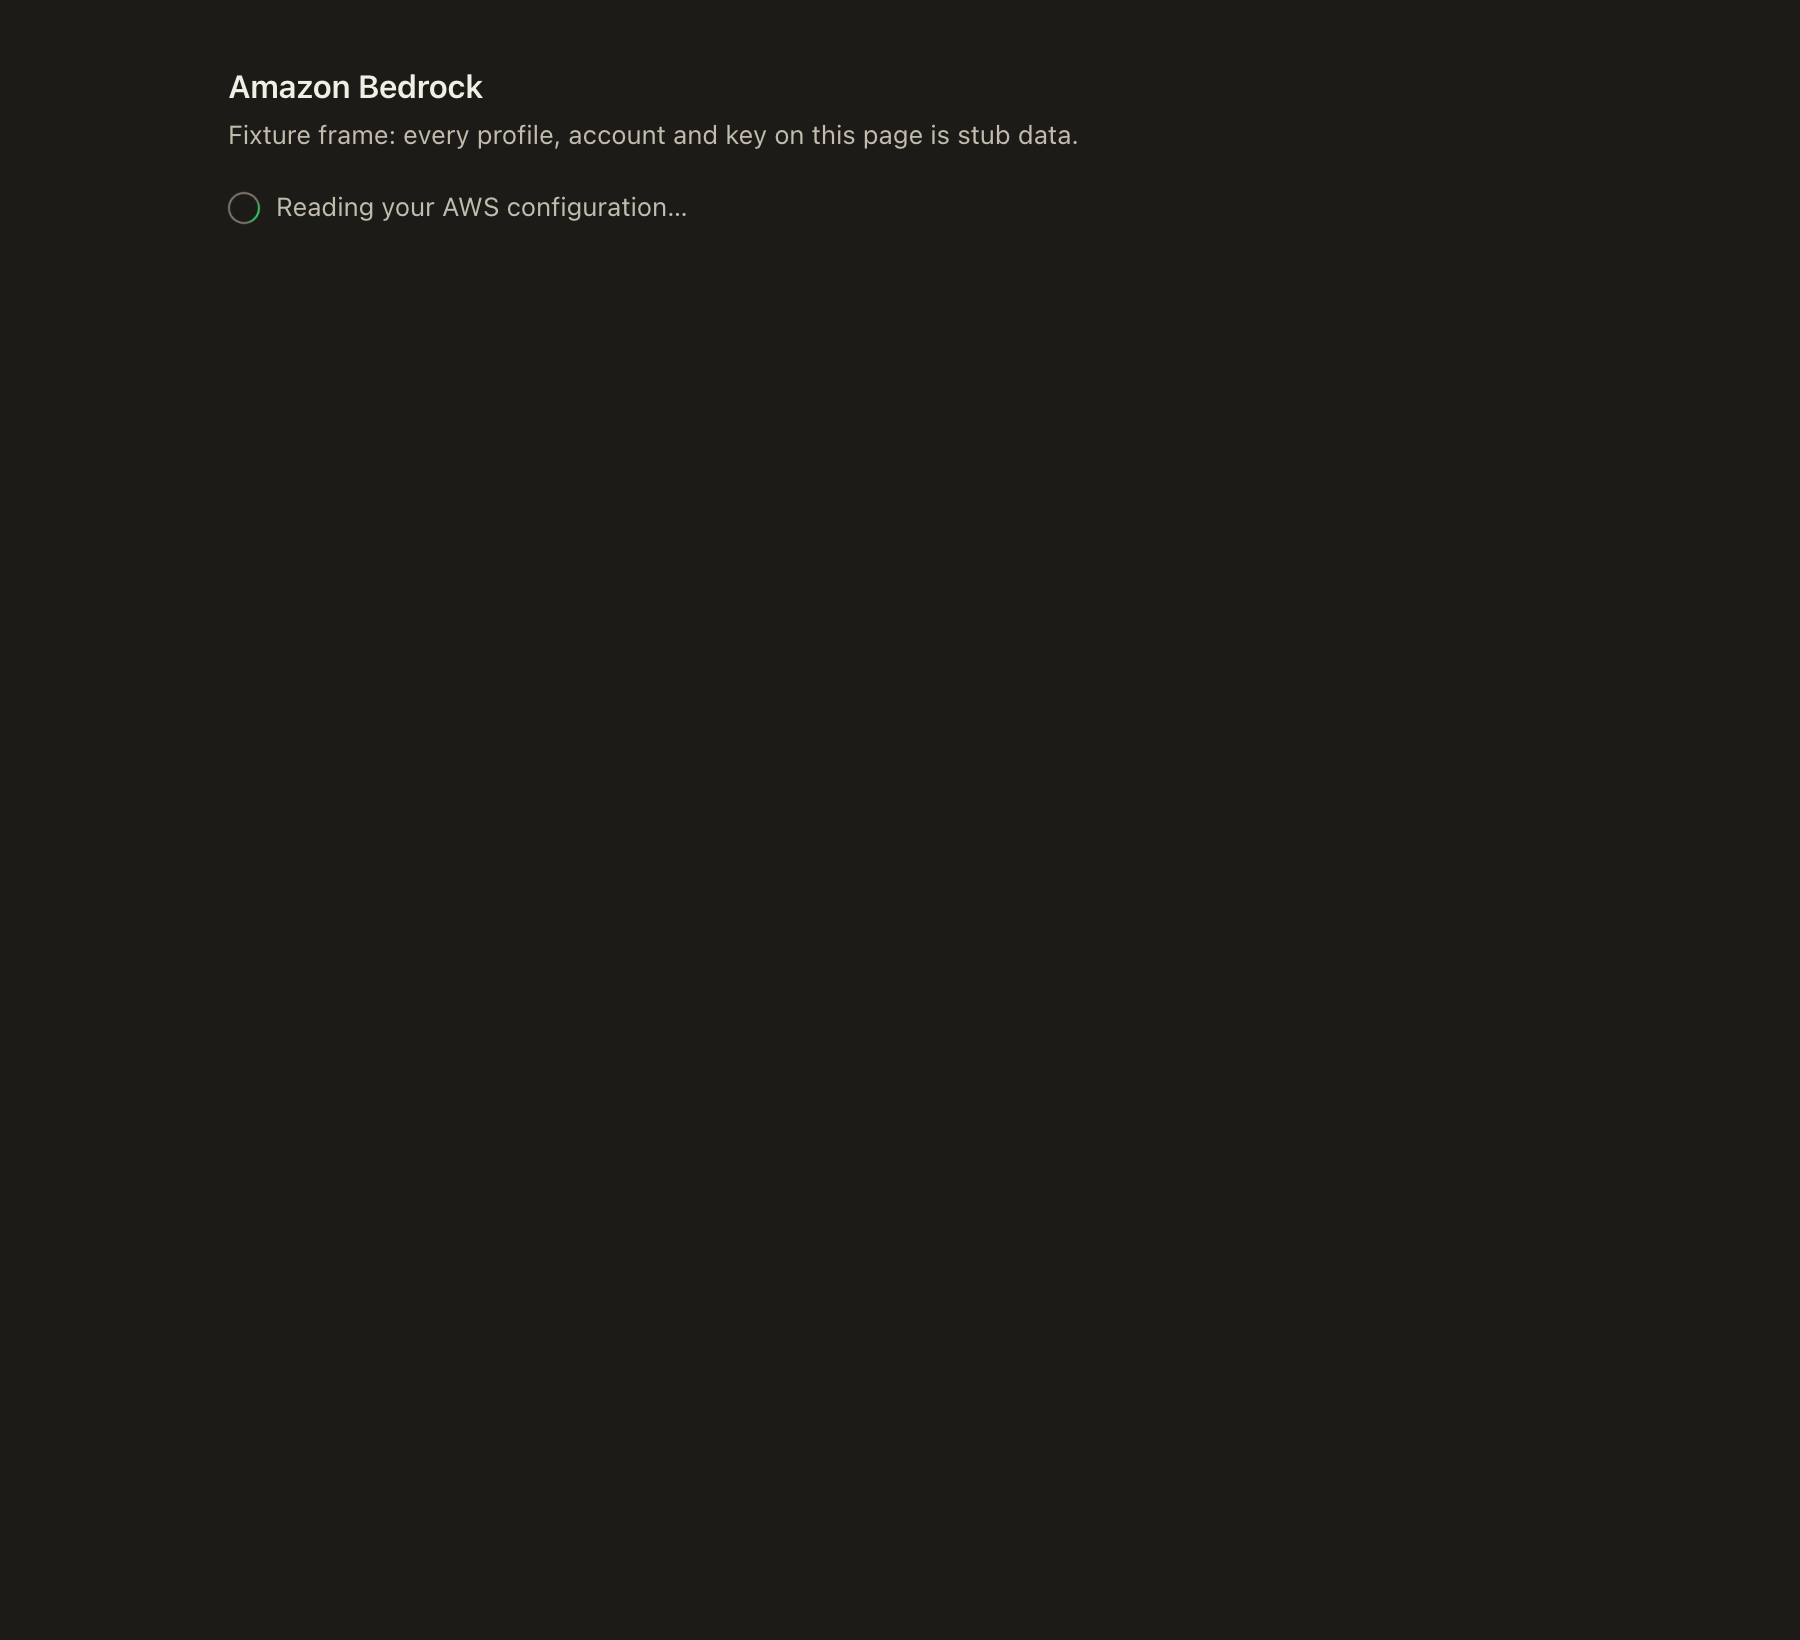 Amazon Bedrock
Fixture frame: every profile, account and key on this page is stub data.
Reading your AWS configuration...